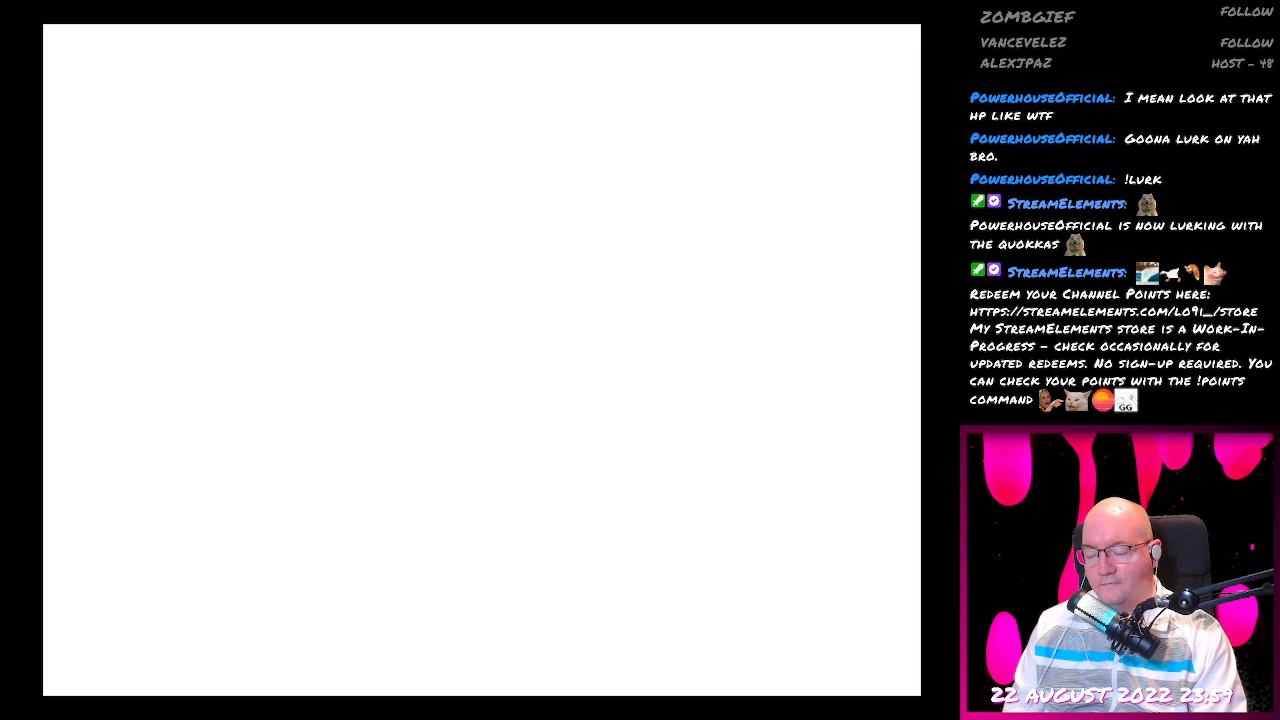 ZOMBGIEF FOLLOW
VANCEVELEZ FOLLOW
ALEXJPAZ HOST - 48
PowerhouseOfficial: I mean look at that
hp like wtf
PowerhouseOfficial: Goona lurk on yah
bro.
PowerhouseOfficial: !lurk
StreamElements:
PowerhouseOfficial is now lurking with
the quokkas
StreamElements:
Redeem your Channel Points here:
https://streamelements.com/lo9i_/store
My StreamElements store is a Work-In-
Progress - check occasionally for
updated redeems. No sign-up required. You
can check your points with the !points
command
GG
22 AUGUST 2022 23:59